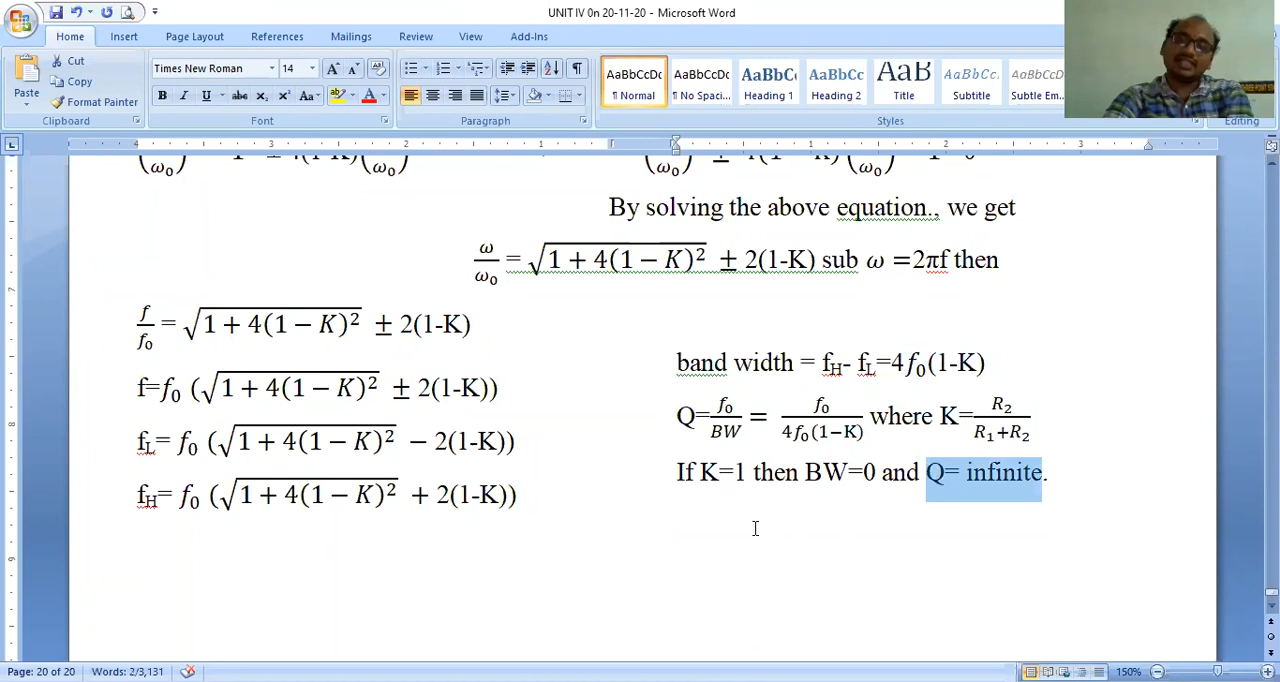 UNIT IV 0n 20-11-20 - Microsoft Word
Home Insert Page Layout References Mailings Review View Add-Ins
Cut
Copy
Format Painter
Paste
Clipboard
Times New Roman 14
Font
Paragraph
AaBbCcDc AaBbCcDc AaBbC AaBbCc AaB AaBbCc. AaBbCcDc
¶ Normal ¶ No Spaci... Heading 1 Heading 2 Title Subtitle Subtle Em...
Styles
Editing
By solving the above equation., we get
ω/ω₀ = √(1 + 4(1 − K)²) ± 2(1-K) sub ω =2πf then
f/f₀ = √(1 + 4(1 − K)²) ± 2(1-K)
f=f₀ (√(1 + 4(1 − K)²) ± 2(1-K))
f_L= f₀ (√(1 + 4(1 − K)²) − 2(1-K))
f_H= f₀ (√(1 + 4(1 − K)²) + 2(1-K))
band width = f_H- f_L=4f₀(1-K)
Q=f₀/BW = f₀/4f₀(1-K) where K=R₂/R₁+R₂
If K=1 then BW=0 and Q= infinite.
Page: 20 of 20 Words: 2/3,131 150%